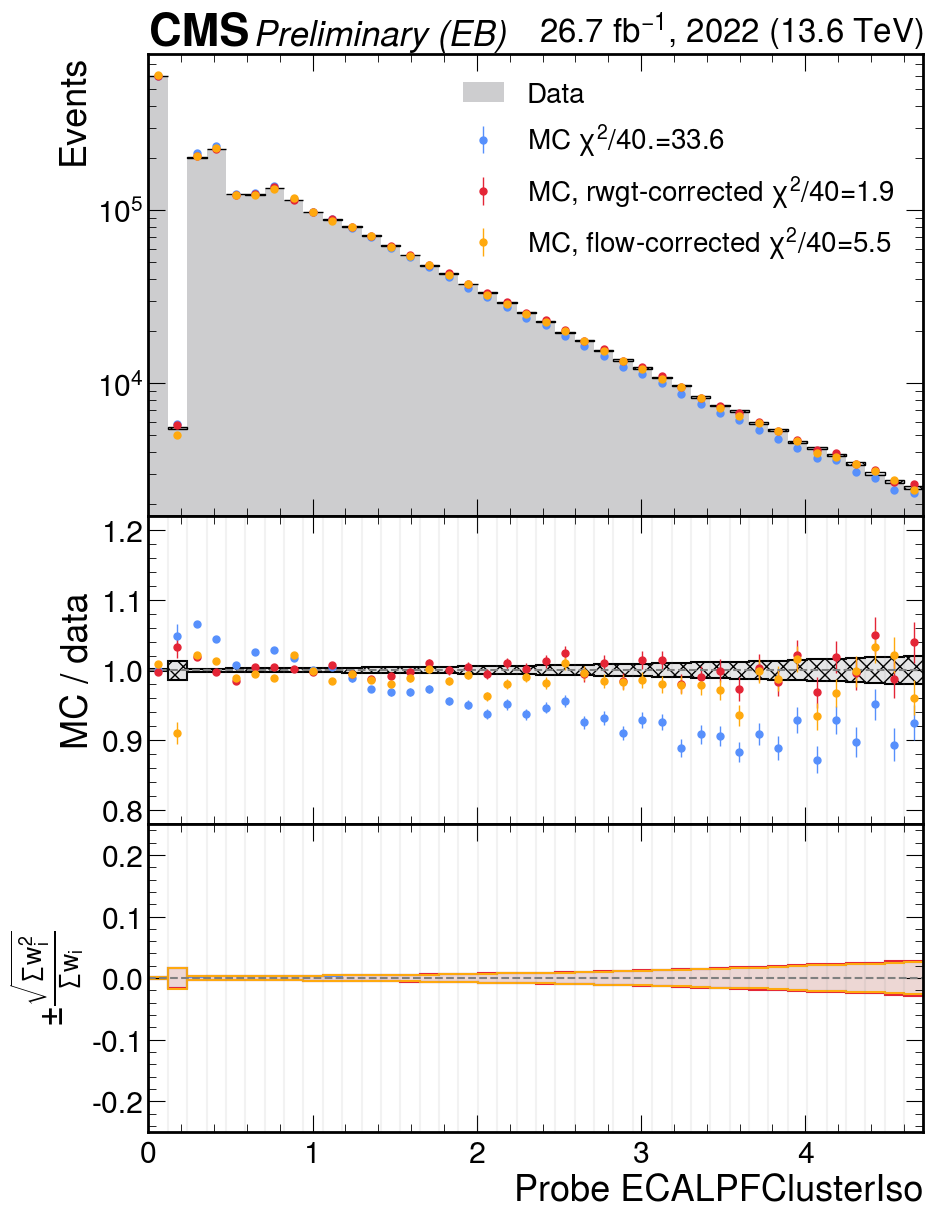 CMS Preliminary (EB) 26.7 fb⁻¹, 2022 (13.6 TeV)
Events
Data
MC χ²/40.=33.6
MC, rwgt-corrected χ²/40=1.9
MC, flow-corrected χ²/40=5.5
10⁵
10⁴
MC / data
1.2
1.1
1.0
0.9
0.8
±√Σwᵢ²/Σwᵢ
0.2
0.1
0.0
-0.1
-0.2
0 1 2 3 4
Probe ECALPFClusterIso